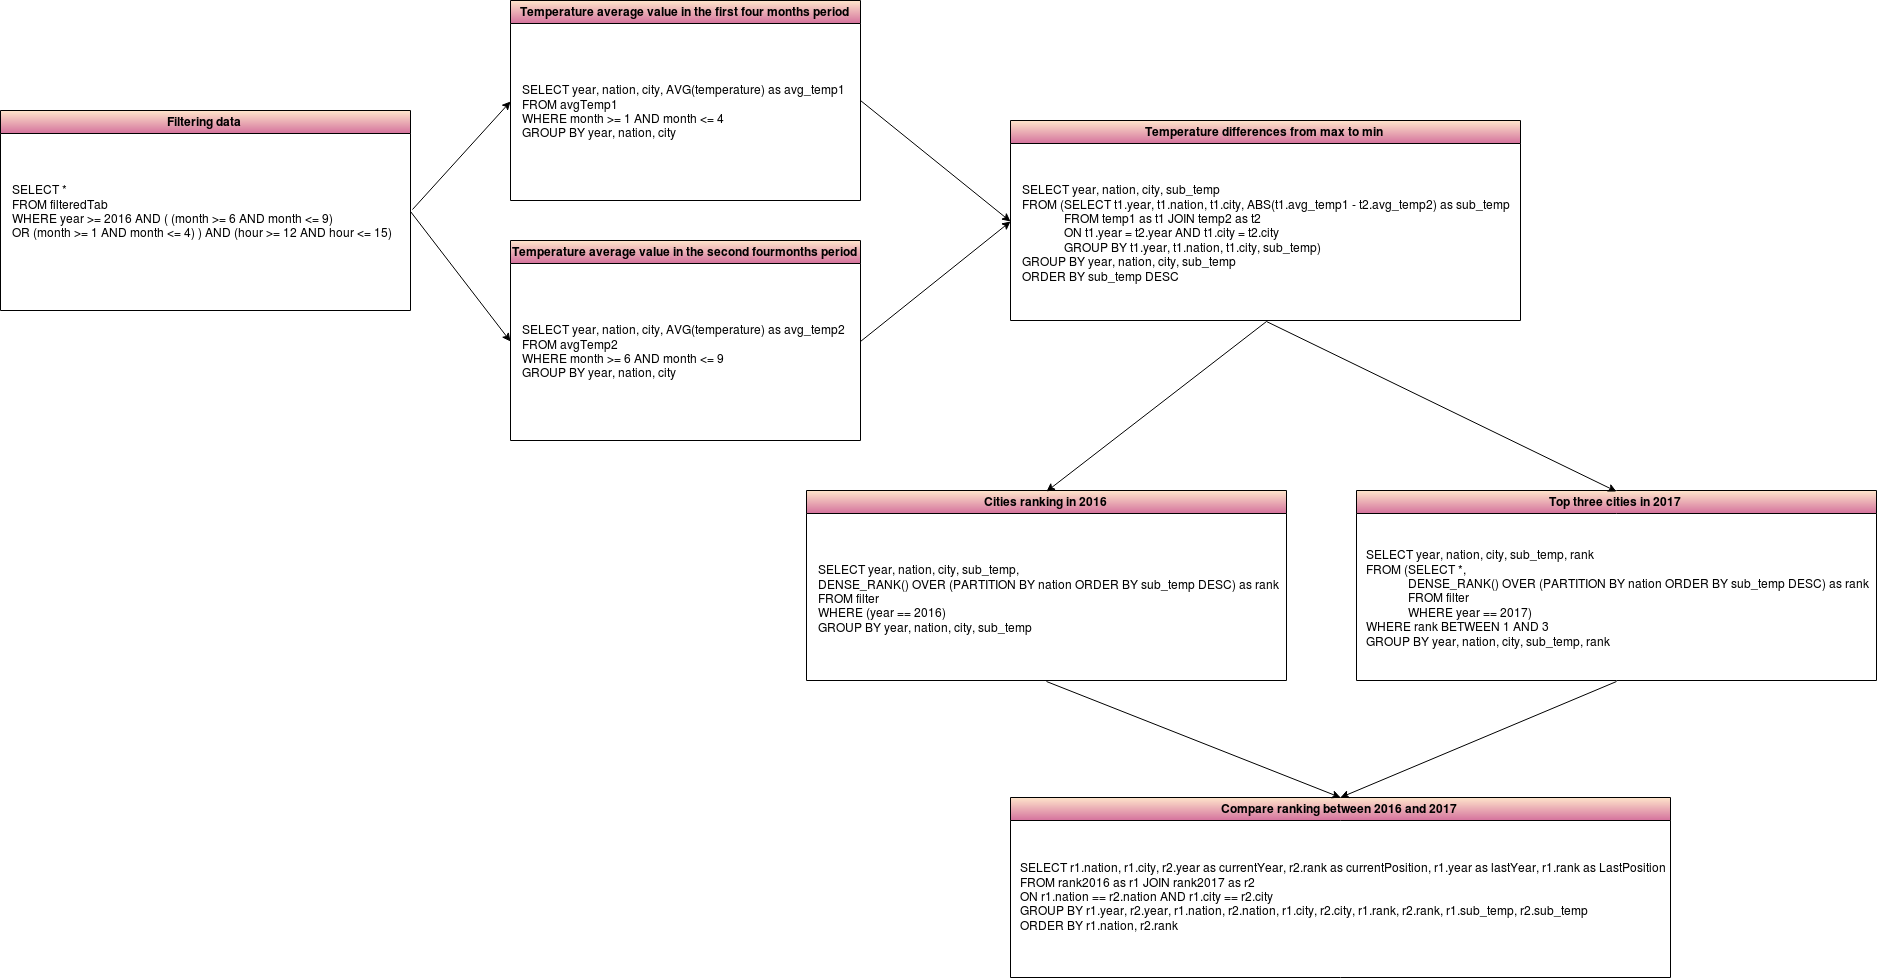 Filtering data
SELECT *
FROM filteredTab
WHERE year >= 2016 AND ( (month >= 6 AND month <= 9)
OR (month >= 1 AND month <= 4) ) AND (hour >= 12 AND hour <= 15)
Temperature average value in the first four months period
SELECT year, nation, city, AVG(temperature) as avg_temp1
FROM avgTemp1
WHERE month >= 1 AND month <= 4
GROUP BY year, nation, city
Temperature average value in the second fourmonths period
SELECT year, nation, city, AVG(temperature) as avg_temp2
FROM avgTemp2
WHERE month >= 6 AND month <= 9
GROUP BY year, nation, city
Temperature differences from max to min
SELECT year, nation, city, sub_temp
FROM (SELECT t1.year, t1.nation, t1.city, ABS(t1.avg_temp1 - t2.avg_temp2) as sub_temp
FROM temp1 as t1 JOIN temp2 as t2
ON t1.year = t2.year AND t1.city = t2.city
GROUP BY t1.year, t1.nation, t1.city, sub_temp)
GROUP BY year, nation, city, sub_temp
ORDER BY sub_temp DESC
Cities ranking in 2016
SELECT year, nation, city, sub_temp,
DENSE_RANK() OVER (PARTITION BY nation ORDER BY sub_temp DESC) as rank
FROM filter
WHERE (year == 2016)
GROUP BY year, nation, city, sub_temp
Top three cities in 2017
SELECT year, nation, city, sub_temp, rank
FROM (SELECT *,
DENSE_RANK() OVER (PARTITION BY nation ORDER BY sub_temp DESC) as rank
FROM filter
WHERE year == 2017)
WHERE rank BETWEEN 1 AND 3
GROUP BY year, nation, city, sub_temp, rank
Compare ranking between 2016 and 2017
SELECT r1.nation, r1.city, r2.year as currentYear, r2.rank as currentPosition, r1.year as lastYear, r1.rank as LastPosition
FROM rank2016 as r1 JOIN rank2017 as r2
ON r1.nation == r2.nation AND r1.city == r2.city
GROUP BY r1.year, r2.year, r1.nation, r2.nation, r1.city, r2.city, r1.rank, r2.rank, r1.sub_temp, r2.sub_temp
ORDER BY r1.nation, r2.rank